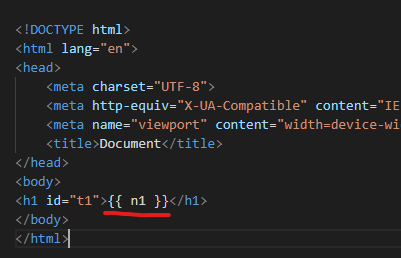 <!DOCTYPE html>
<html lang="en">
<head>
    <meta charset="UTF-8">
    <meta http-equiv="X-UA-Compatible" content="IE
    <meta name="viewport" content="width=device-wi
    <title>Document</title>
</head>
<body>
<h1 id="t1">{{ n1 }}</h1>
</body>
</html>